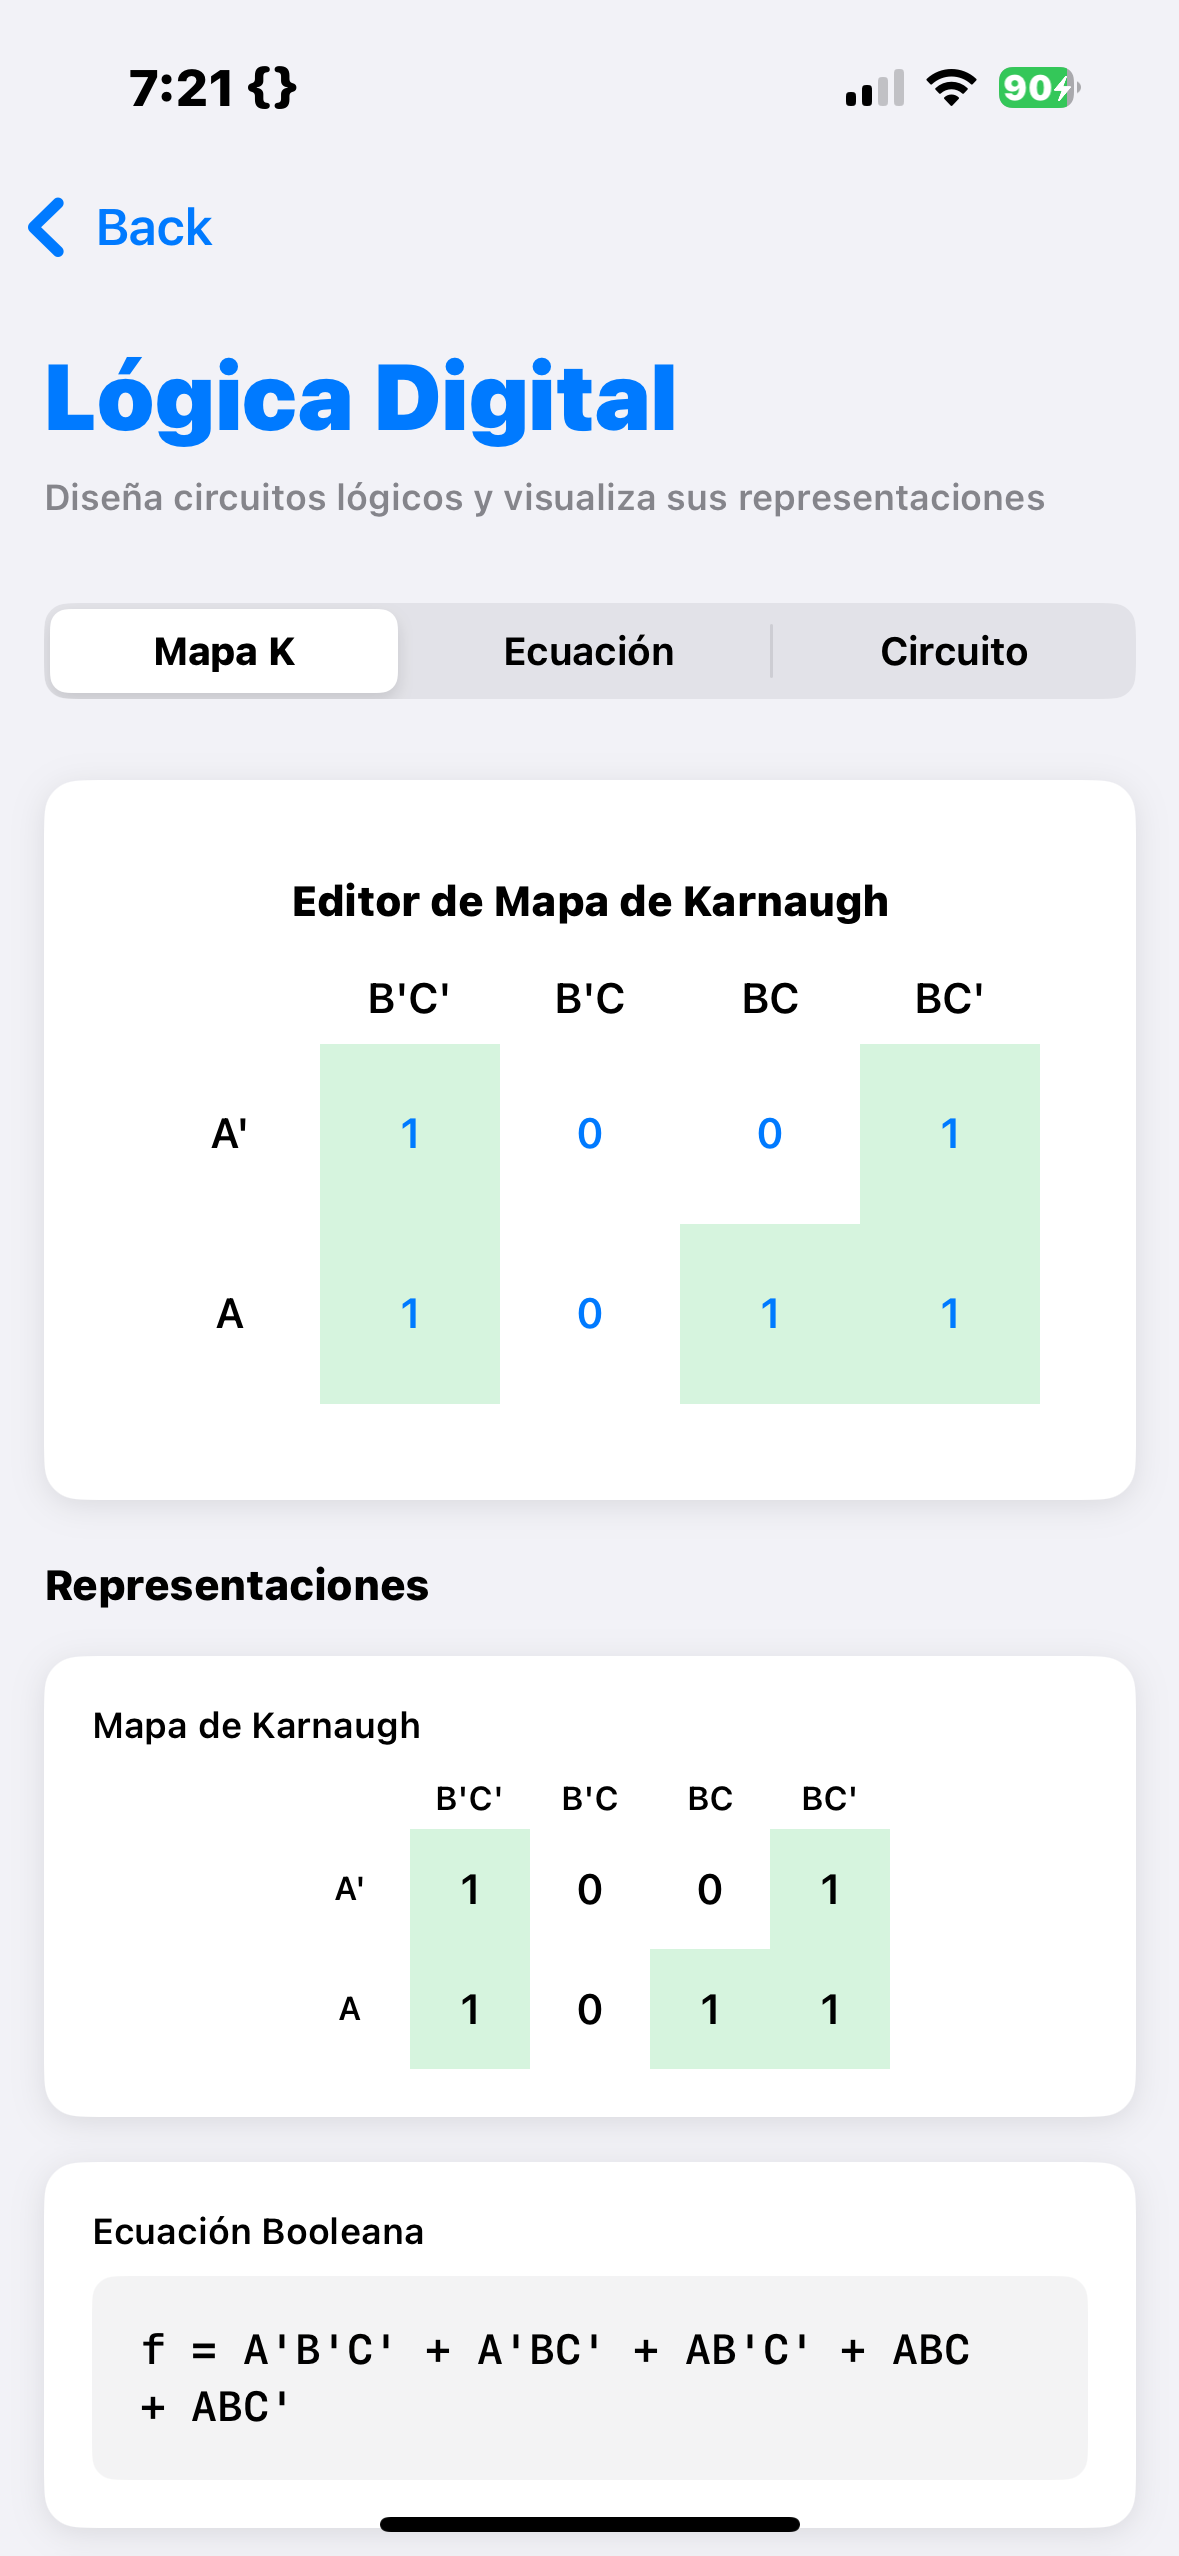 7:21 {}
90
Back
Lógica Digital
Diseña circuitos lógicos y visualiza sus representaciones
Mapa K Ecuación Circuito
Editor de Mapa de Karnaugh
B'C' B'C BC BC'
A' 1 0 0 1
A 1 0 1 1
Representaciones
Mapa de Karnaugh
B'C' B'C BC BC'
A' 1 0 0 1
A 1 0 1 1
Ecuación Booleana
f = A'B'C' + A'BC' + AB'C' + ABC
+ ABC'